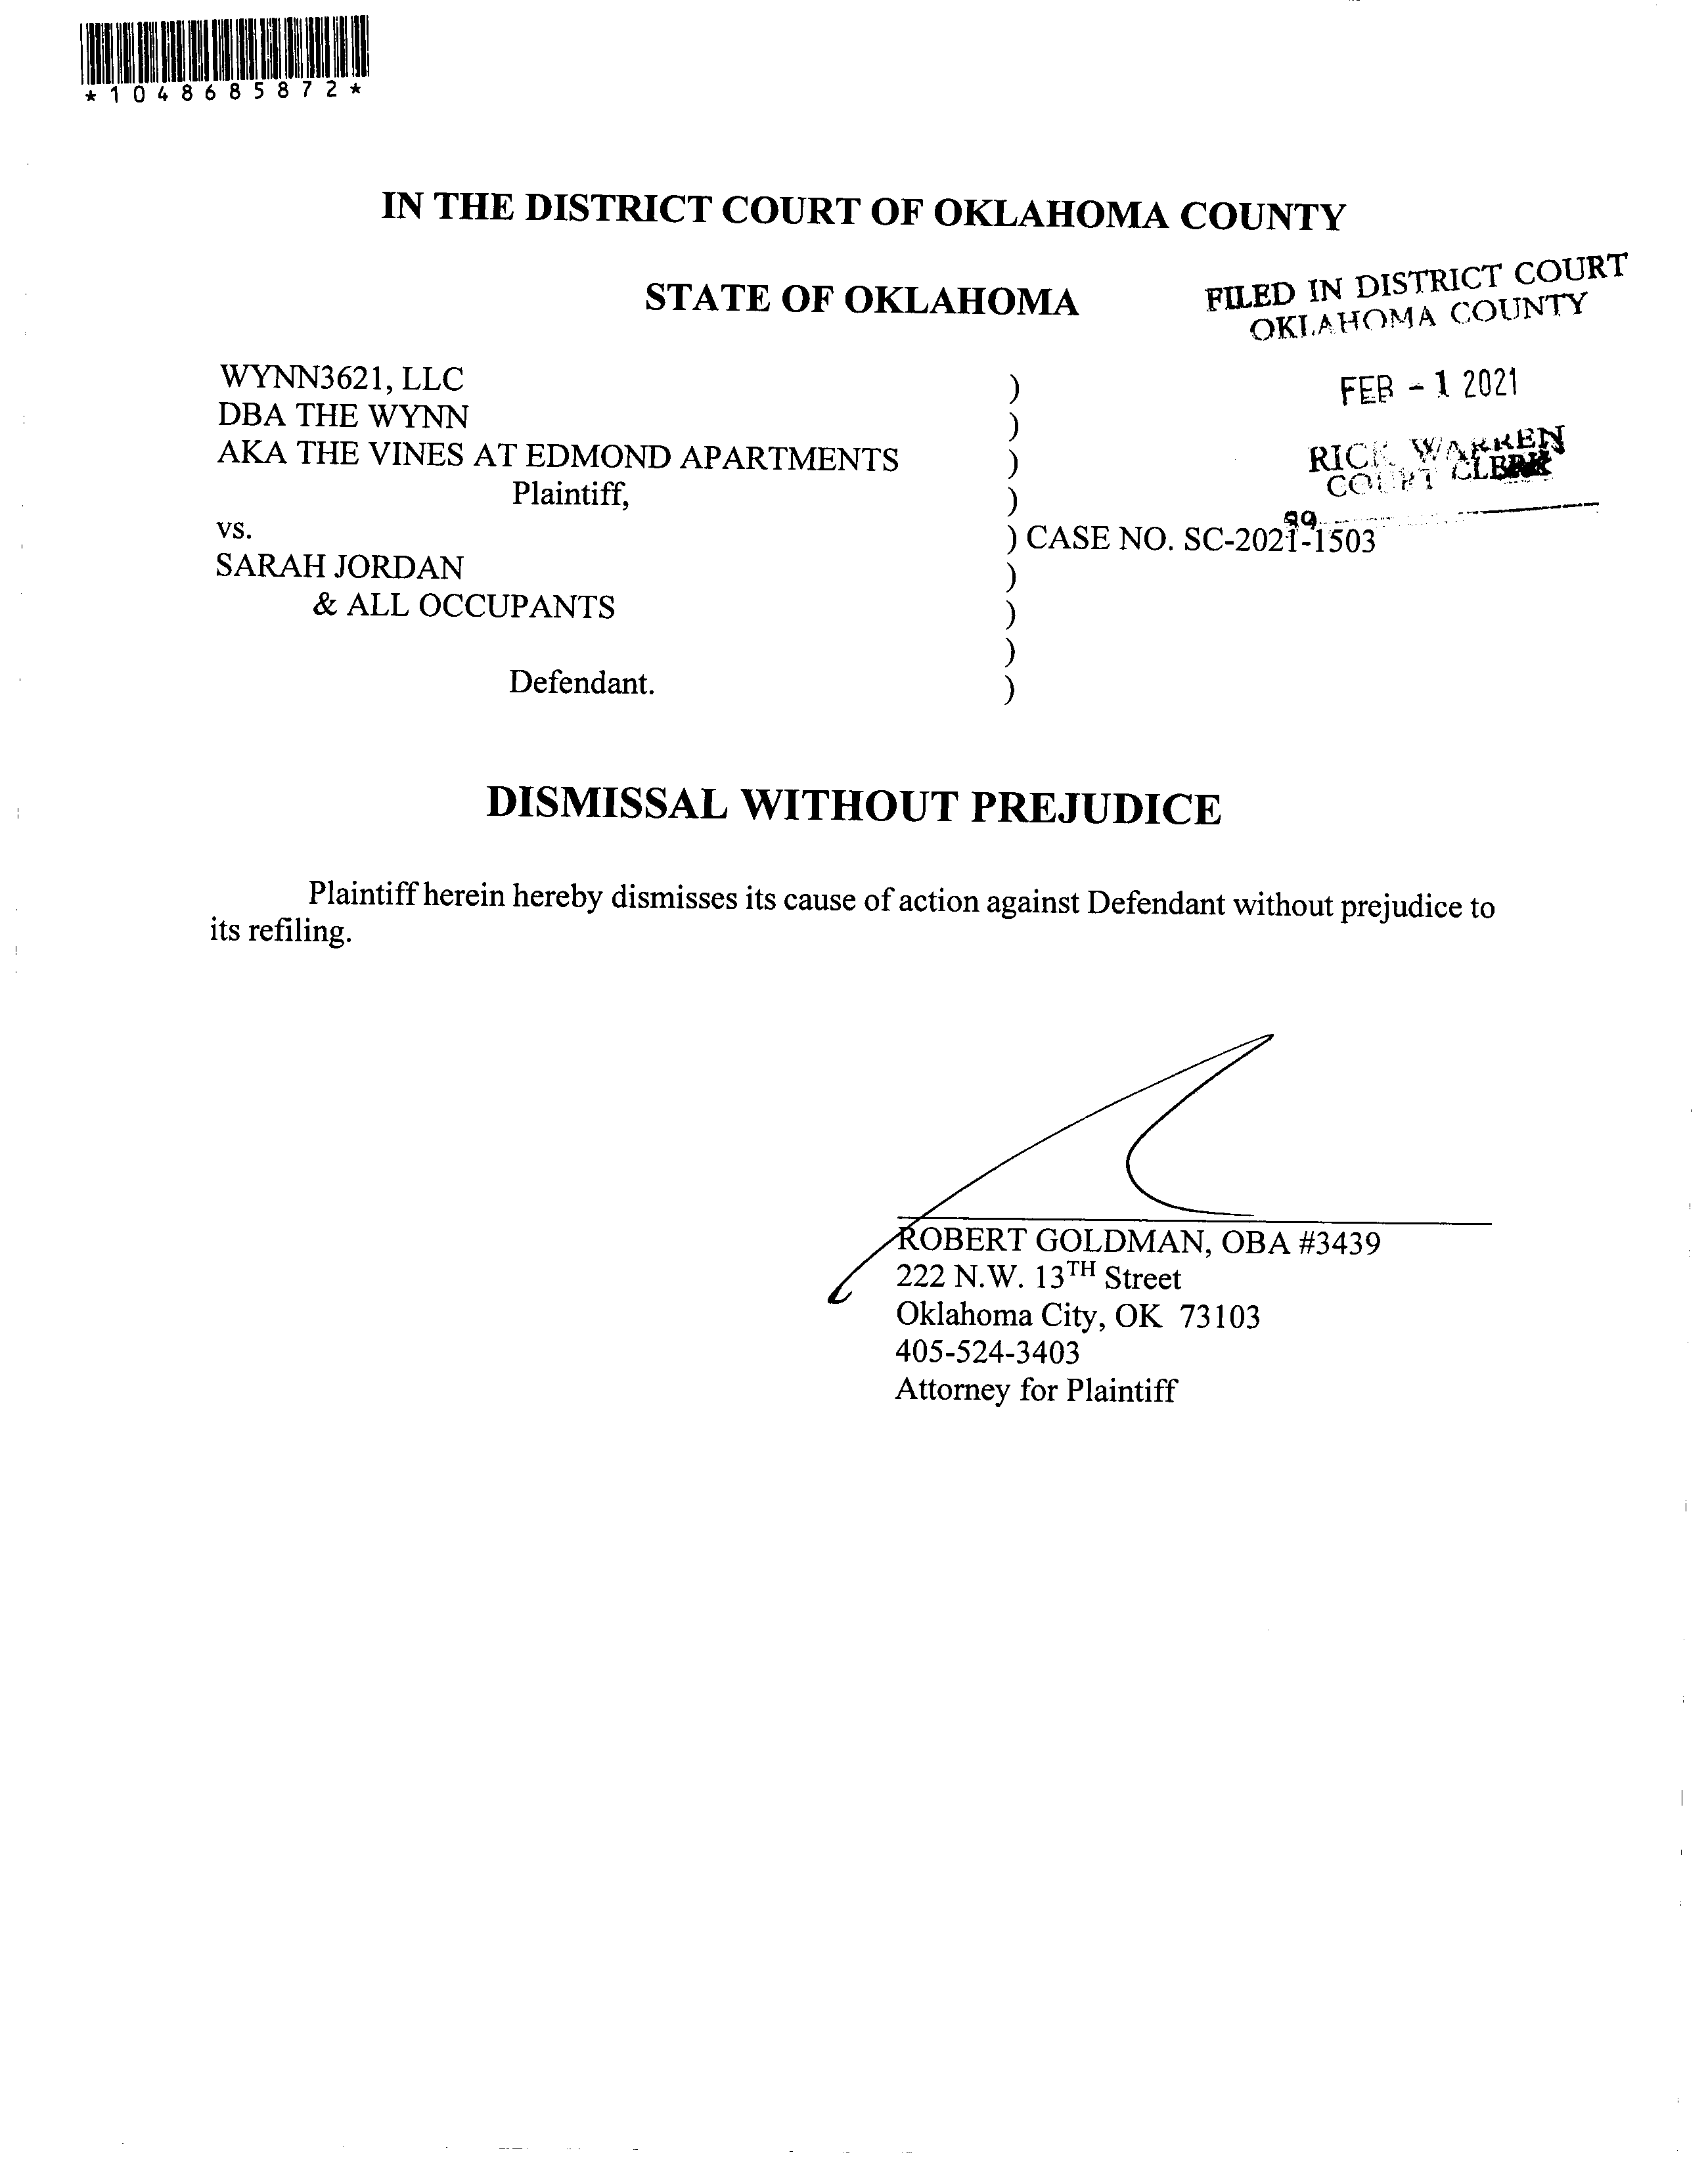 *1048685872*
IN THE DISTRICT COURT OF OKLAHOMA COUNTY
STATE OF OKLAHOMA
FILED IN DISTRICT COURT
OKLAHOMA COUNTY
FEB - 1 2021
RICK WARREN
COURT CLERK
39
WYNN3621, LLC )
DBA THE WYNN )
AKA THE VINES AT EDMOND APARTMENTS )
Plaintiff, )
vs. ) CASE NO. SC-2021-1503
SARAH JORDAN )
& ALL OCCUPANTS )
)
Defendant. )
DISMISSAL WITHOUT PREJUDICE
Plaintiff herein hereby dismisses its cause of action against Defendant without prejudice to
its refiling.
ROBERT GOLDMAN, OBA #3439
222 N.W. 13TH Street
Oklahoma City, OK 73103
405-524-3403
Attorney for Plaintiff